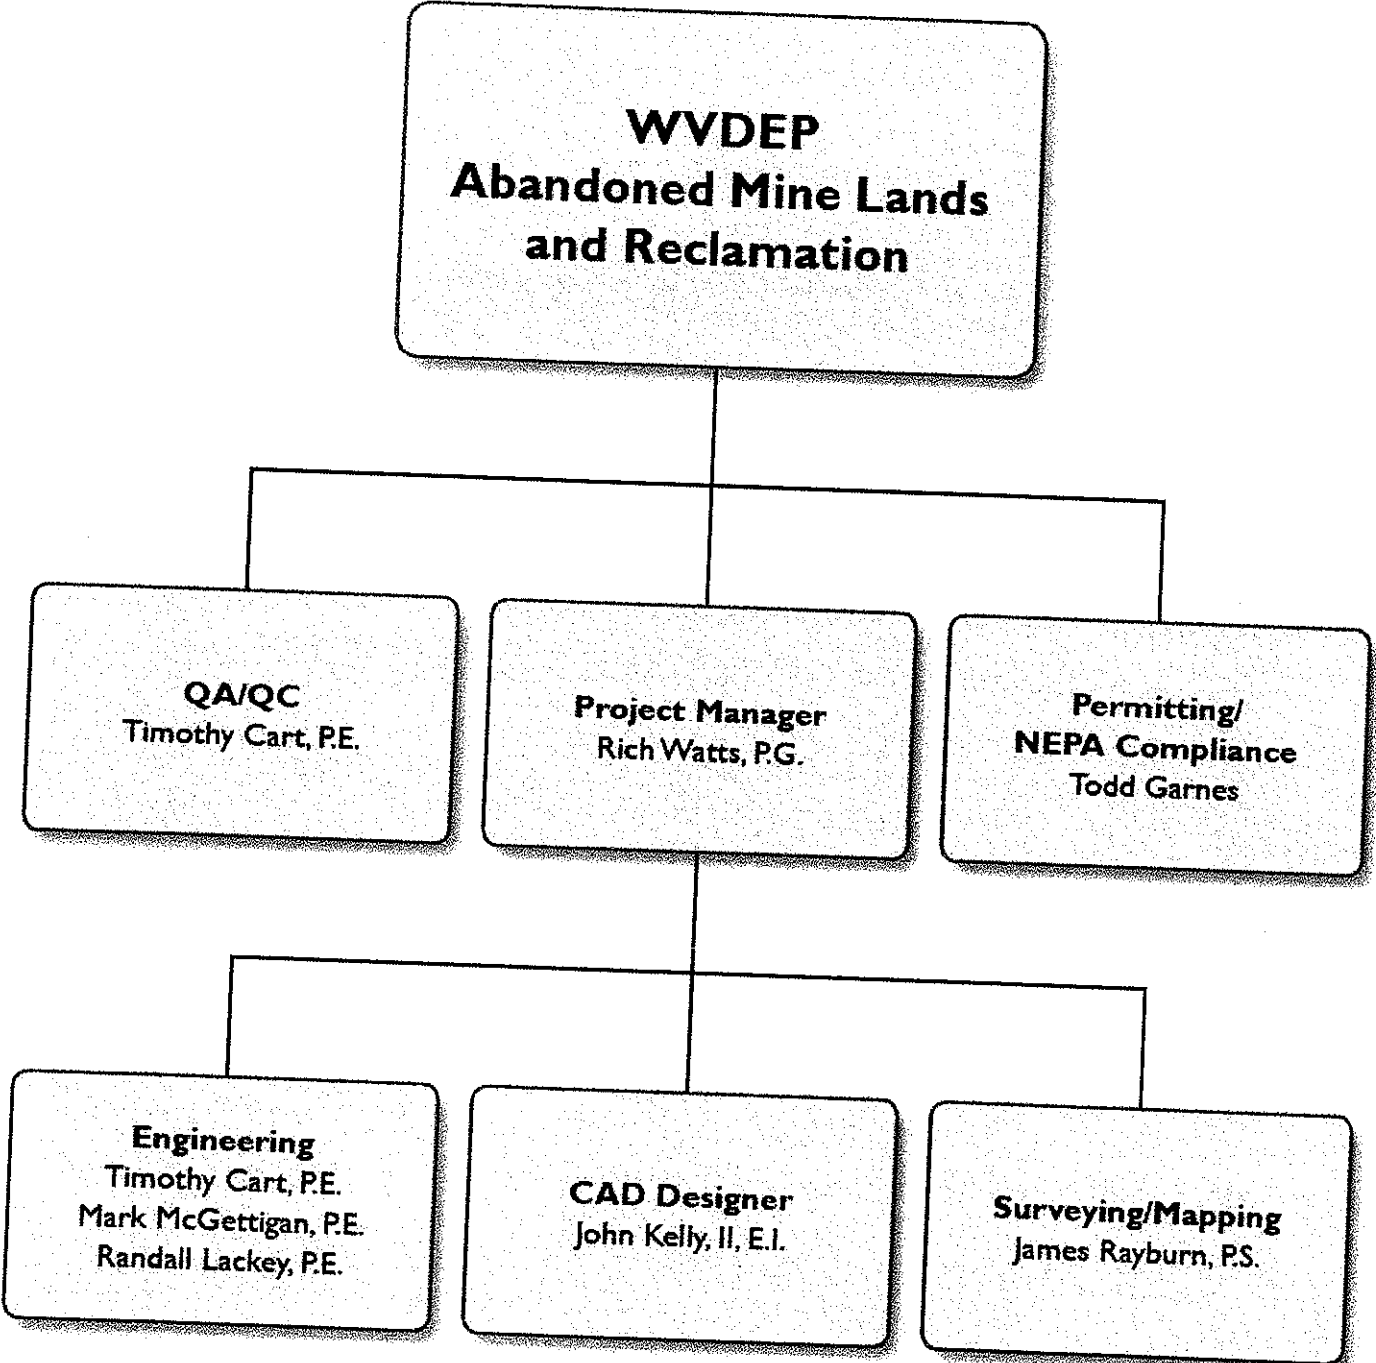 WVDEP
Abandoned Mine Lands
and Reclamation
QA/QC
Timothy Cart, P.E.
Project Manager
Rich Watts, P.G.
Permitting/
NEPA Compliance
Todd Garnes
Engineering
Timothy Cart, P.E.
Mark McGettigan, P.E.
Randall Lackey, P.E.
CAD Designer
John Kelly, II, E.I.
Surveying/Mapping
James Rayburn, P.S.